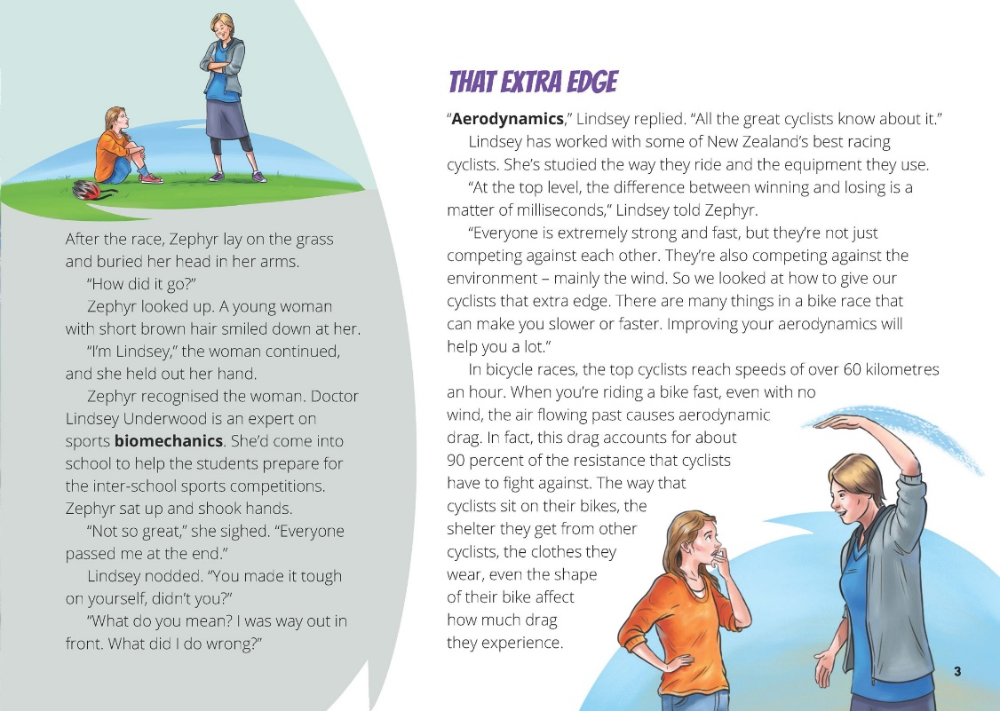 After the race, Zephyr lay on the grass
and buried her head in her arms.
“How did it go?”
Zephyr looked up. A young woman
with short brown hair smiled down at her.
“I’m Lindsey,” the woman continued,
and she held out her hand.
Zephyr recognised the woman. Doctor
Lindsey Underwood is an expert on
sports biomechanics. She’d come into
school to help the students prepare for
the inter-school sports competitions.
Zephyr sat up and shook hands.
“Not so great,” she sighed. “Everyone
passed me at the end.”
Lindsey nodded. “You made it tough
on yourself, didn’t you?”
“What do you mean? I was way out in
front. What did I do wrong?”
THAT EXTRA EDGE
“Aerodynamics,” Lindsey replied. “All the great cyclists know about it.”
Lindsey has worked with some of New Zealand’s best racing
cyclists. She’s studied the way they ride and the equipment they use.
“At the top level, the difference between winning and losing is a
matter of milliseconds,” Lindsey told Zephyr.
“Everyone is extremely strong and fast, but they’re not just
competing against each other. They’re also competing against the
environment – mainly the wind. So we looked at how to give our
cyclists that extra edge. There are many things in a bike race that
can make you slower or faster. Improving your aerodynamics will
help you a lot.”
In bicycle races, the top cyclists reach speeds of over 60 kilometres
an hour. When you’re riding a bike fast, even with no
wind, the air flowing past causes aerodynamic
drag. In fact, this drag accounts for about
90 percent of the resistance that cyclists
have to fight against. The way that
cyclists sit on their bikes, the
shelter they get from other
cyclists, the clothes they
wear, even the shape
of their bike affect
how much drag
they experience.
3